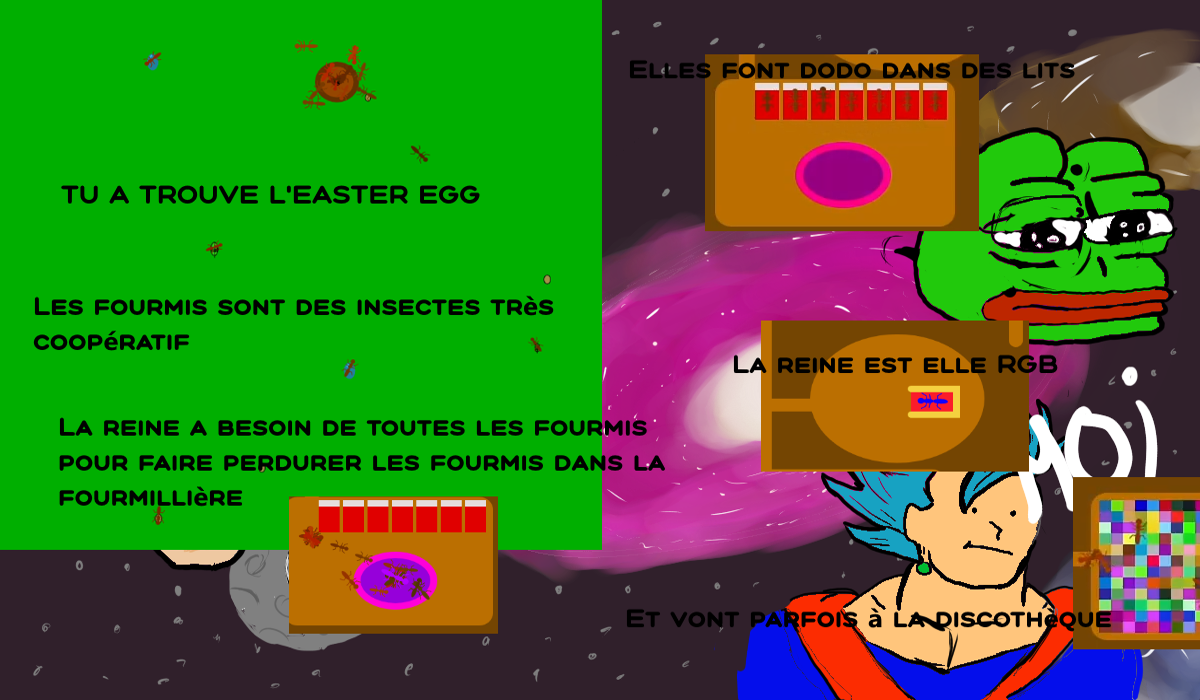 TU A TROUVE L'EASTER EGG
LES FOURMIS SONT DES INSECTES TRèS
COOPéRATIF
LA REINE A BESOIN DE TOUTES LES FOURMIS
POUR FAIRE PERDURER LES FOURMIS DANS LA
FOURMILLIèRE
ELLES FONT DODO DANS DES LITS
LA REINE EST ELLE RGB
MOI
ET VONT PARFOIS à LA DISCOTHèQUE